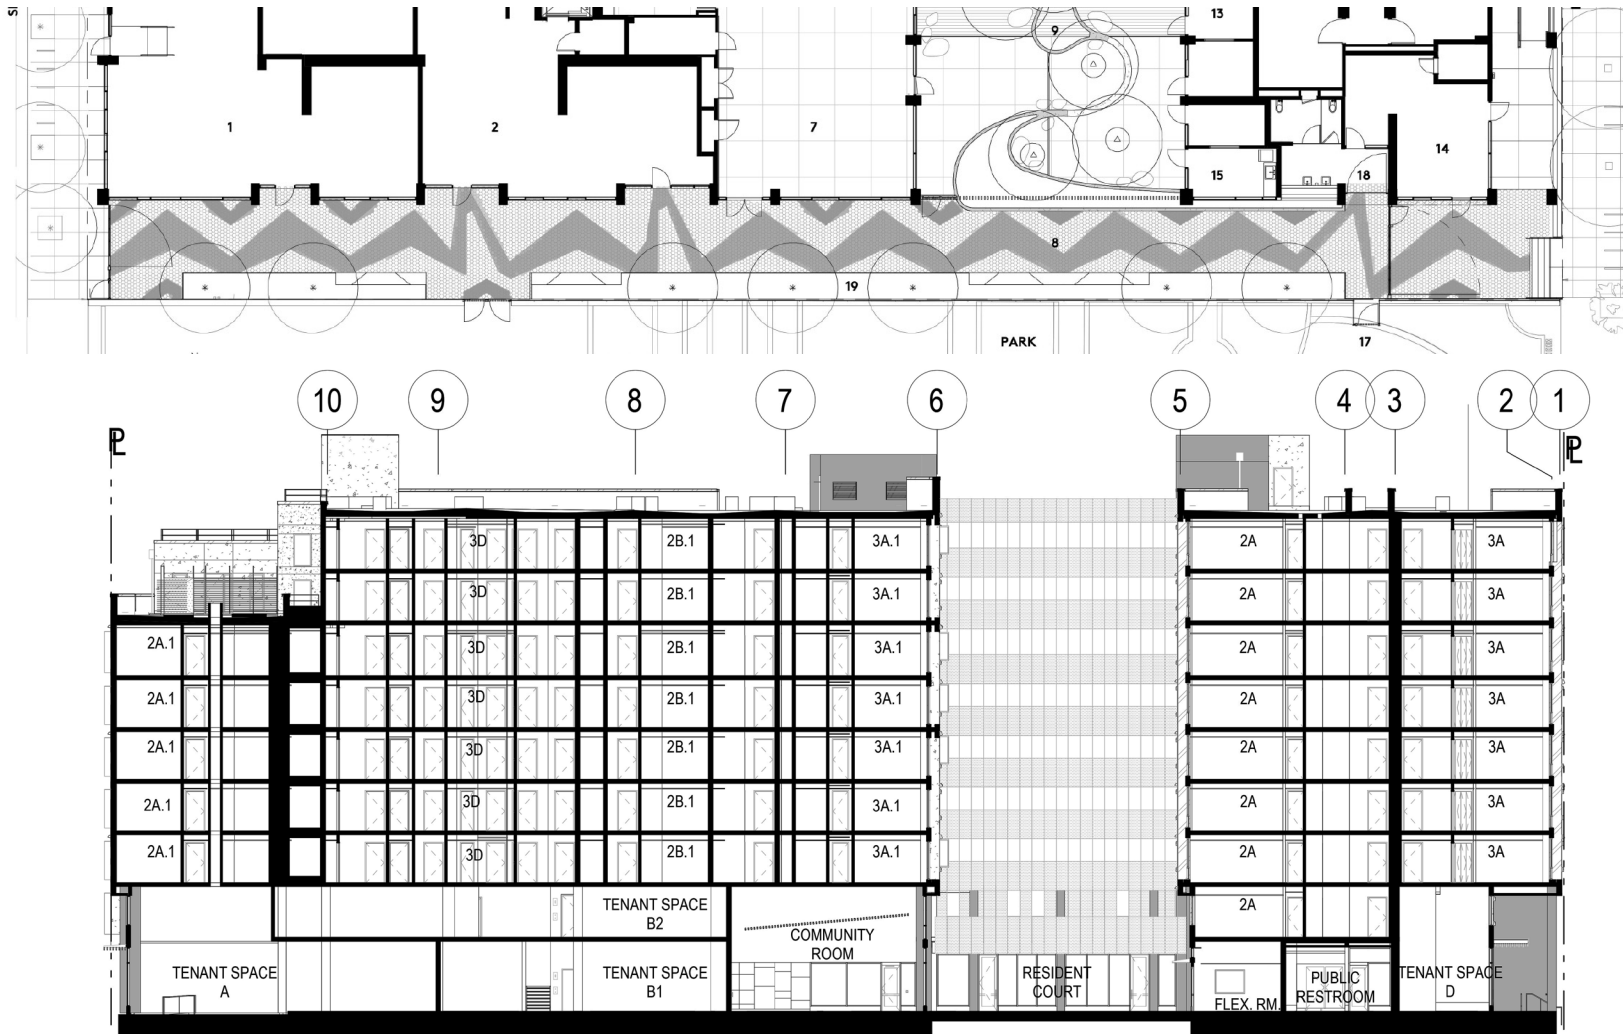 9
13
1
2
7
15
18
14
8
19
PARK
17
10 9 8 7 6 5 4 3 2 1
PL PL
3D 2B.1 3A.1 2A 3A
3D 2B.1 3A.1 2A 3A
2A.1 3D 2B.1 3A.1 2A 3A
2A.1 3D 2B.1 3A.1 2A 3A
2A.1 3D 2B.1 3A.1 2A 3A
2A.1 3D 2B.1 3A.1 2A 3A
2A.1 3D 2B.1 3A.1 2A 3A
2A
TENANT SPACE
B2
COMMUNITY
ROOM
TENANT SPACE
A
TENANT SPACE
B1
RESIDENT
COURT
FLEX. RM.
PUBLIC
RESTROOM
TENANT SPACE
D